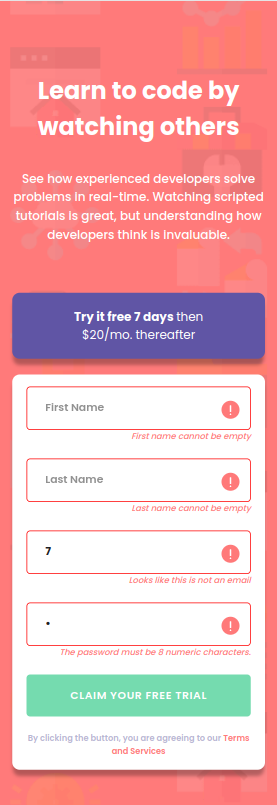 Learn to code by
watching others
See how experienced developers solve
problems in real-time. Watching scripted
tutorials is great, but understanding how
developers think is invaluable.
Try it free 7 days then
$20/mo. thereafter
First Name
!
First name cannot be empty
Last Name
!
Last name cannot be empty
7
!
Looks like this is not an email
•
!
The password must be 8 numeric characters.
CLAIM YOUR FREE TRIAL
By clicking the button, you are agreeing to our Terms
and Services